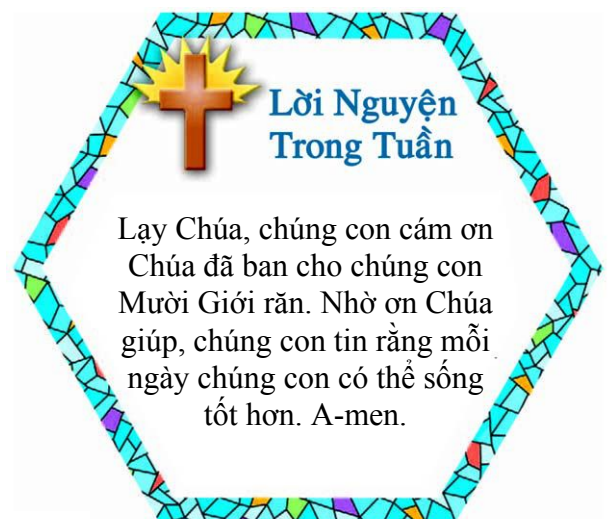 Lời Nguyện
Trong Tuần
Lạy Chúa, chúng con cám ơn
Chúa đã ban cho chúng con
Mười Giới răn. Nhờ ơn Chúa
giúp, chúng con tin rằng mỗi
ngày chúng con có thể sống
tốt hơn. A-men.